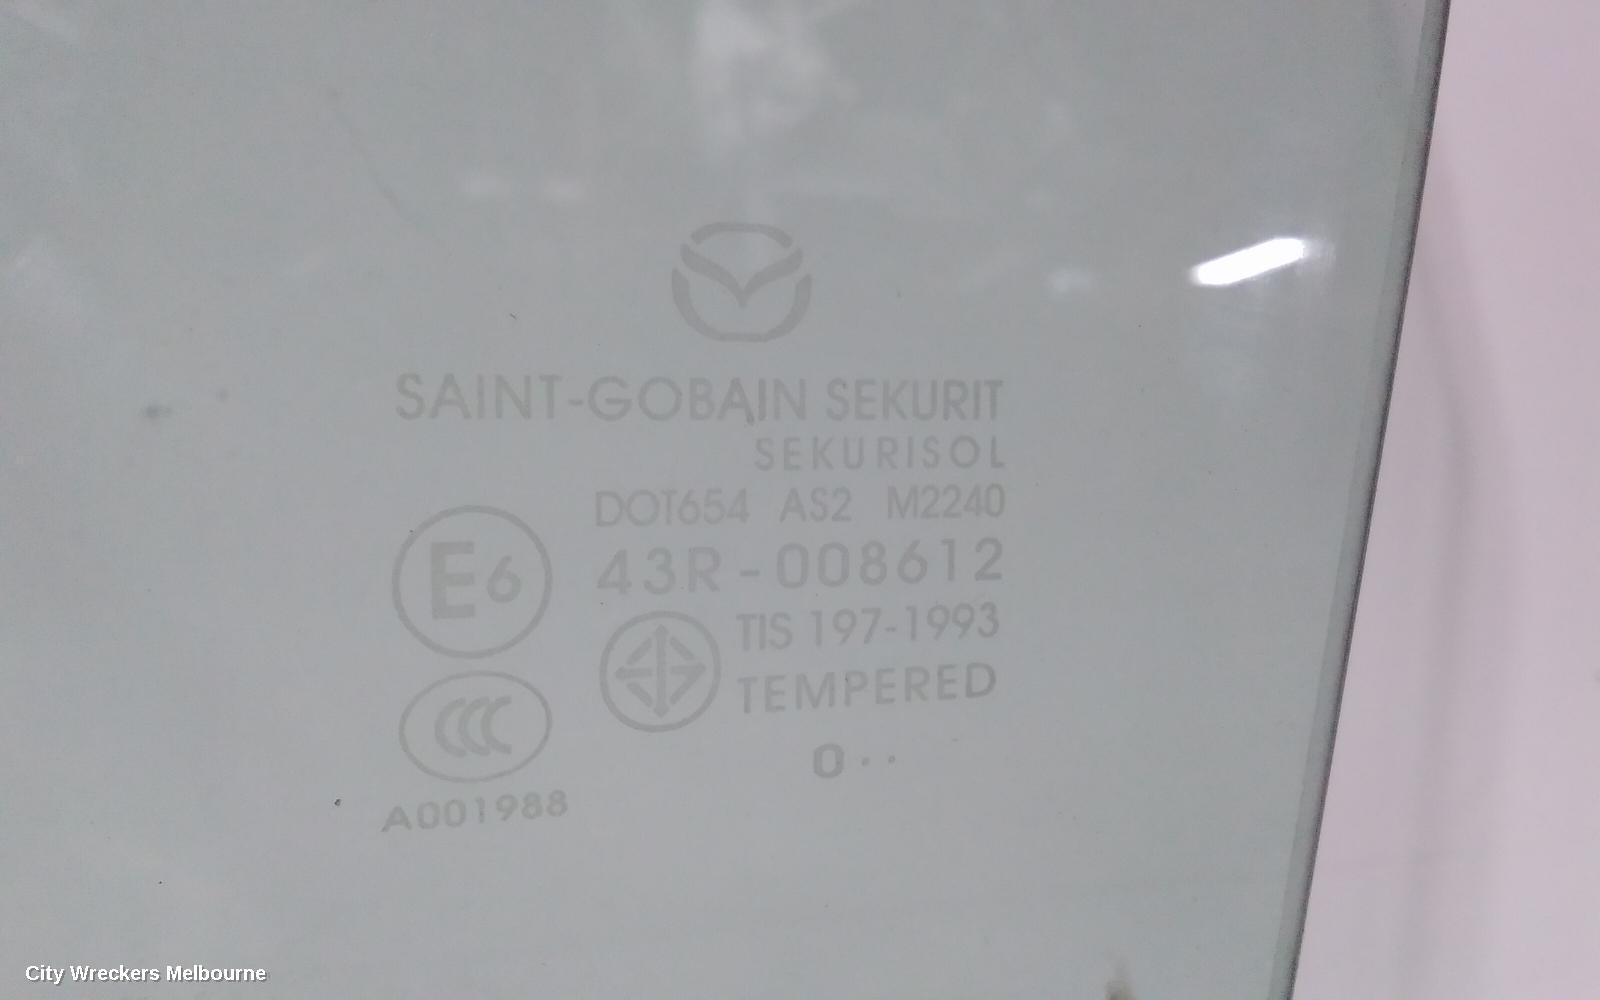 SAINT-GOBAIN SEKURIT
SEKURISOL
DOT654 AS2 M2240
E6
43R-008612
TIS 197-1993
TEMPERED
CCC
0··
A001988
City Wreckers Melbourne